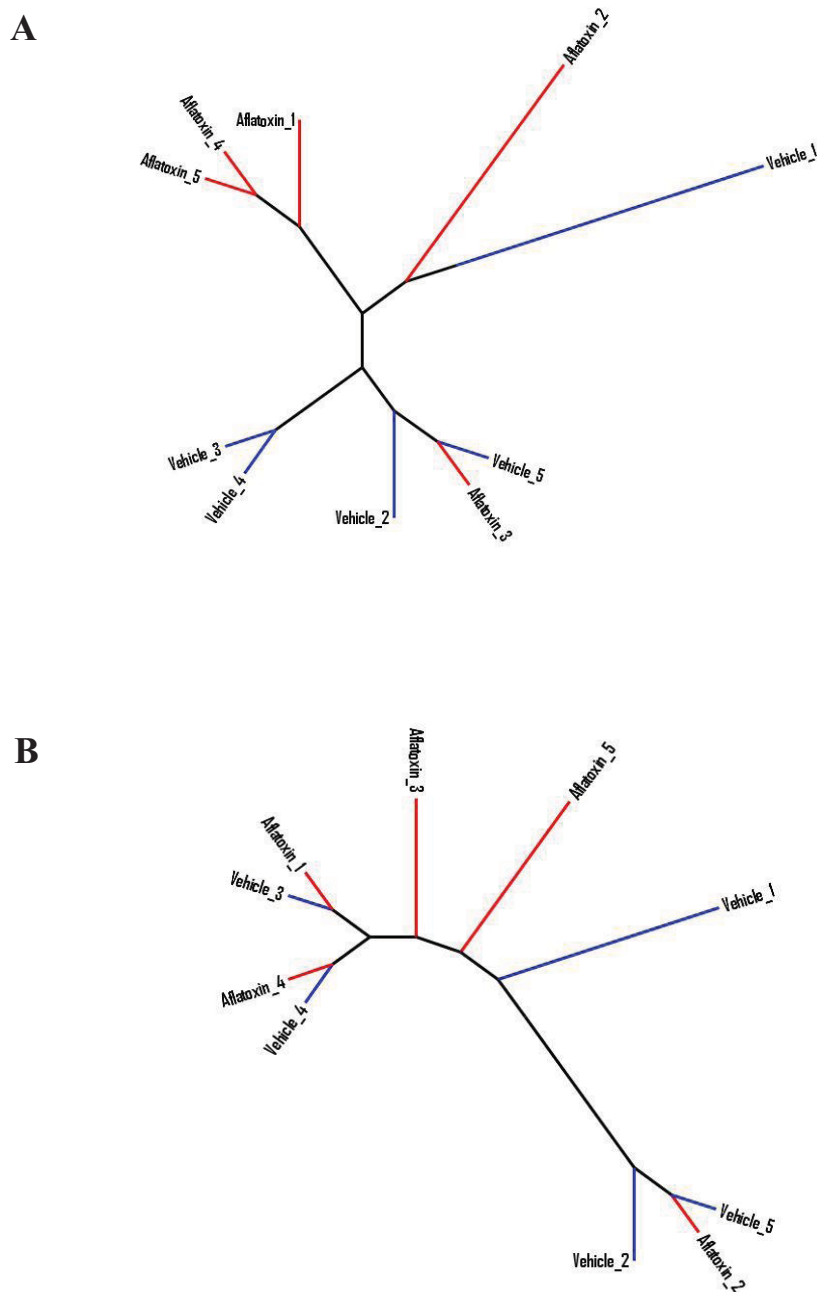 A
Aflatoxin_2
Aflatoxin_4
Aflatoxin_1
Vehicle_1
Aflatoxin_5
Vehicle_3
Vehicle_5
Vehicle_4
Vehicle_2
Aflatoxin_3
B
Aflatoxin_3
Aflatoxin_5
Aflatoxin_1
Vehicle_3
Vehicle_1
Aflatoxin_4
Vehicle_4
Vehicle_5
Vehicle_2
Aflatoxin_2